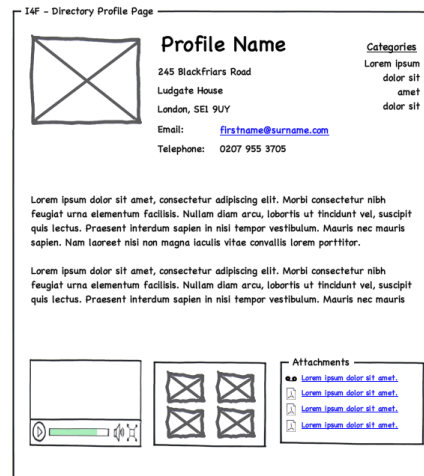 I4F - Directory Profile Page
Profile Name
245 Blackfriars Road
Ludgate House
London, SE1 9UY
Email: firstname@surname.com
Telephone: 0207 955 3705
Categories
Lorem ipsum
dolor sit
amet
dolor sit
Lorem ipsum dolor sit amet, consectetur adipiscing elit. Morbi consectetur nibh
feugiat urna elementum facilisis. Nullam diam arcu, lobortis ut tincidunt vel, suscipit
quis lectus. Praesent interdum sapien in nisi tempor vestibulum. Mauris nec mauris
sapien. Nam laoreet nisi non magna iaculis vitae convallis lorem porttitor.
Lorem ipsum dolor sit amet, consectetur adipiscing elit. Morbi consectetur nibh
feugiat urna elementum facilisis. Nullam diam arcu, lobortis ut tincidunt vel, suscipit
quis lectus. Praesent interdum sapien in nisi tempor vestibulum. Mauris nec mauris
Attachments
Lorem ipsum dolor sit amet.
Lorem ipsum dolor sit amet.
Lorem ipsum dolor sit amet.
Lorem ipsum dolor sit amet.